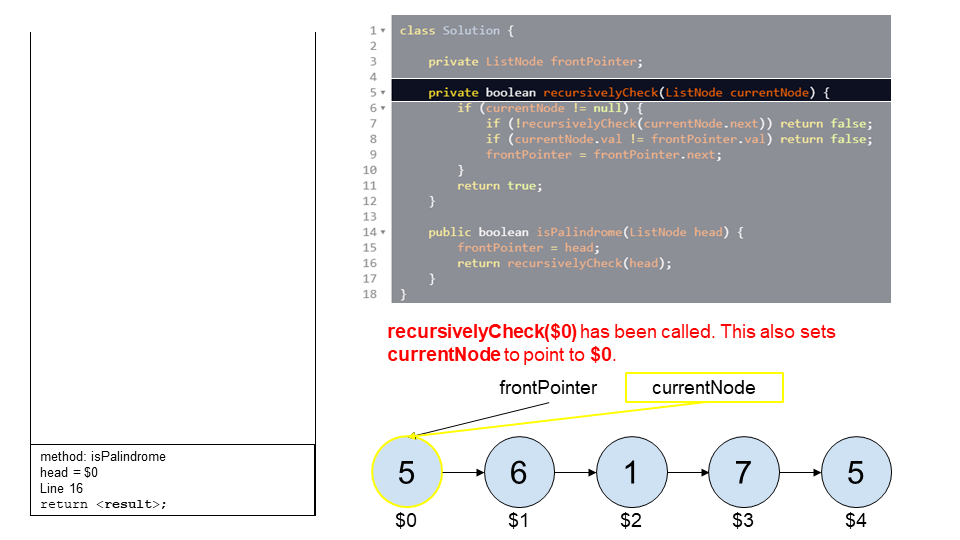 1 class Solution {
2
3 private ListNode frontPointer;
4
5 private boolean recursivelyCheck(ListNode currentNode) {
6 if (currentNode != null) {
7 if (!recursivelyCheck(currentNode.next)) return false;
8 if (currentNode.val != frontPointer.val) return false;
9 frontPointer = frontPointer.next;
10 }
11 return true;
12 }
13
14 public boolean isPalindrome(ListNode head) {
15 frontPointer = head;
16 return recursivelyCheck(head);
17 }
18 }
recursivelyCheck($0) has been called. This also sets
currentNode to point to $0.
frontPointer currentNode
method: isPalindrome
head = $0
Line 16
return <result>;
5 6 1 7 5
$0 $1 $2 $3 $4